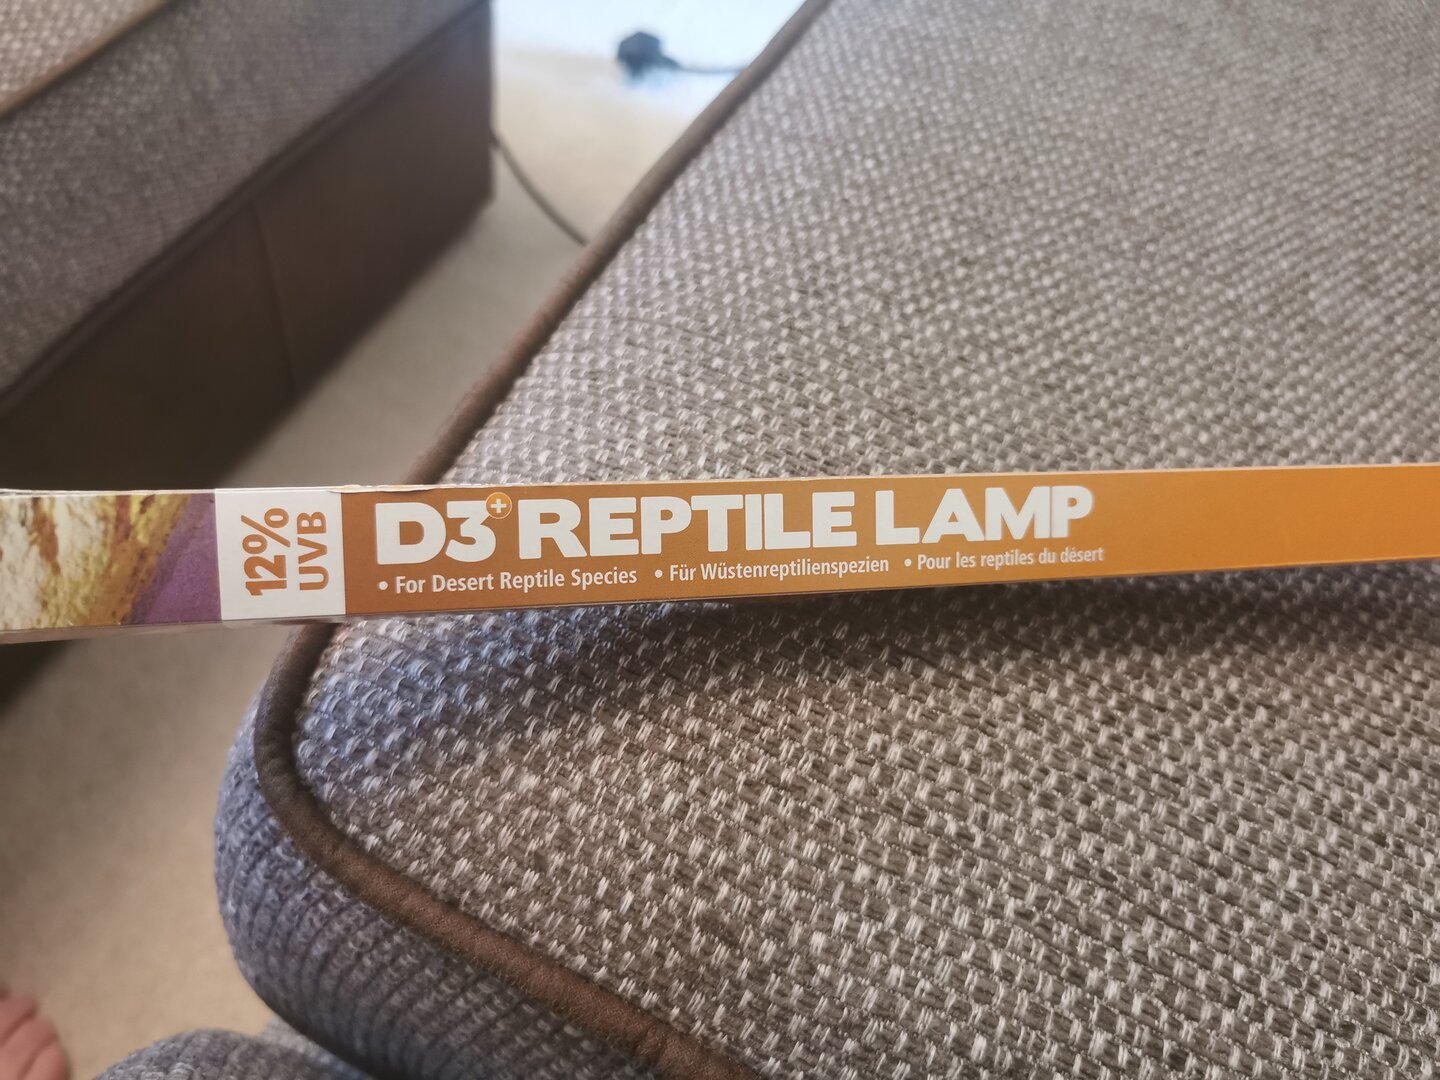 12%
UVB
D3+ REPTILE LAMP
• For Desert Reptile Species • Für Wüstenreptilienspezien • Pour les reptiles du désert